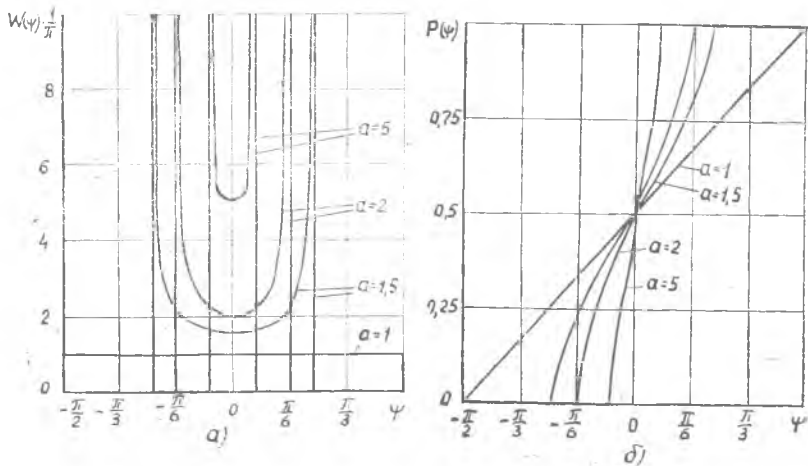 W(ψ) 1/π
8
6
4
2
0
a=5
a=2
a=1,5
a=1
-π/2 -π/3 -π/6 0 π/6 π/3 ψ
а)
P(ψ)
0,75
0,5
0,25
0
a=1
a=1,5
a=2
a=5
-π/2 -π/3 -π/6 0 π/6 π/3 ψ
б)